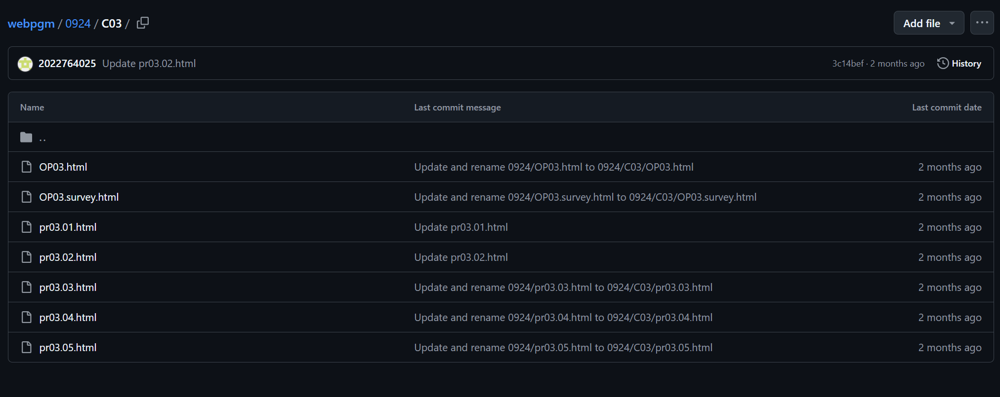 webpgm / 0924 / C03 /
Add file
2022764025 Update pr03.02.html
3c14bef · 2 months ago
History
Name Last commit message Last commit date
..
OP03.html Update and rename 0924/OP03.html to 0924/C03/OP03.html 2 months ago
OP03.survey.html Update and rename 0924/OP03.survey.html to 0924/C03/OP03.survey.html 2 months ago
pr03.01.html Update pr03.01.html 2 months ago
pr03.02.html Update pr03.02.html 2 months ago
pr03.03.html Update and rename 0924/pr03.03.html to 0924/C03/pr03.03.html 2 months ago
pr03.04.html Update and rename 0924/pr03.04.html to 0924/C03/pr03.04.html 2 months ago
pr03.05.html Update and rename 0924/pr03.05.html to 0924/C03/pr03.05.html 2 months ago